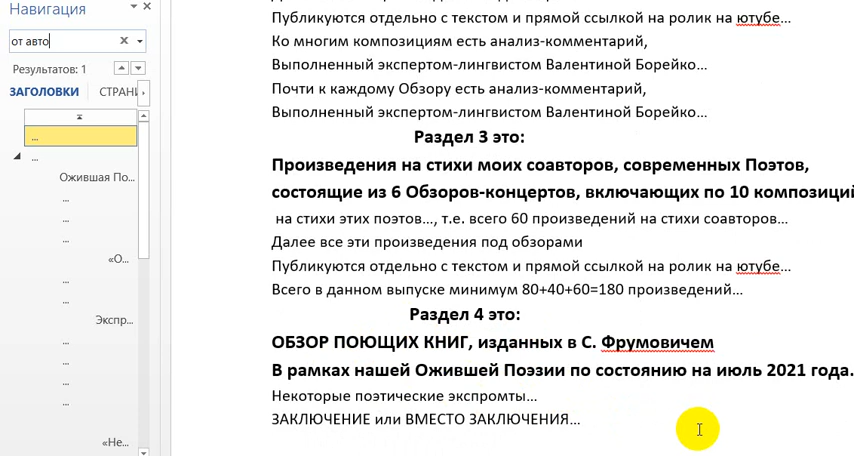 Навигация
от авто
Результатов: 1
ЗАГОЛОВКИ СТРАНИ
...
...
Ожившая По...
...
...
...
«О...
...
...
Экспр...
...
...
...
...
«Не...
Публикуются отдельно с текстом и прямой ссылкой на ролик на ютубе...
Ко многим композициям есть анализ-комментарий,
Выполненный экспертом-лингвистом Валентиной Борейко...
Почти к каждому Обзору есть анализ-комментарий,
Выполненный экспертом-лингвистом Валентиной Борейко...
Раздел 3 это:
Произведения на стихи моих соавторов, современных Поэтов,
состоящие из 6 Обзоров-концертов, включающих по 10 композиций
на стихи этих поэтов..., т.е. всего 60 произведений на стихи соавторов...
Далее все эти произведения под обзорами
Публикуются отдельно с текстом и прямой ссылкой на ролик на ютубе...
Всего в данном выпуске минимум 80+40+60=180 произведений...
Раздел 4 это:
ОБЗОР ПОЮЩИХ КНИГ, изданных в С. Фрумовичем
В рамках нашей Ожившей Поэзии по состоянию на июль 2021 года.
Некоторые поэтические экспромты...
ЗАКЛЮЧЕНИЕ или ВМЕСТО ЗАКЛЮЧЕНИЯ...